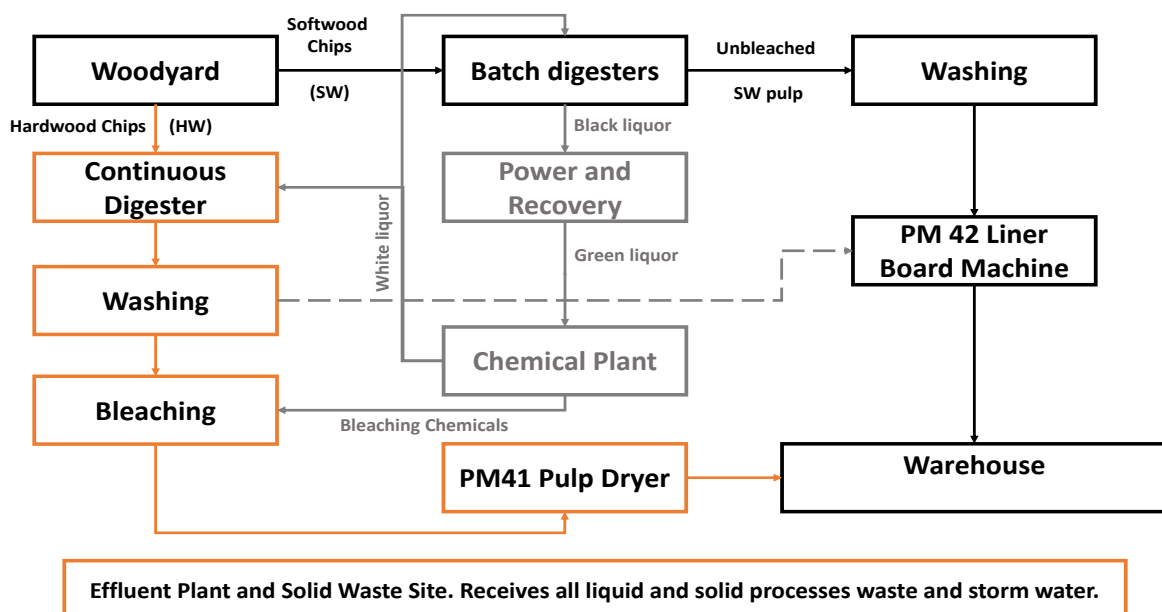 Softwood
Chips
(SW)
Woodyard
Batch digesters
Unbleached
SW pulp
Washing
Hardwood Chips (HW)
Black liquor
Continuous
Digester
Power and
Recovery
White liquor
Green liquor
PM 42 Liner
Board Machine
Washing
Chemical Plant
Bleaching
Bleaching Chemicals
PM41 Pulp Dryer
Warehouse
Effluent Plant and Solid Waste Site. Receives all liquid and solid processes waste and storm water.